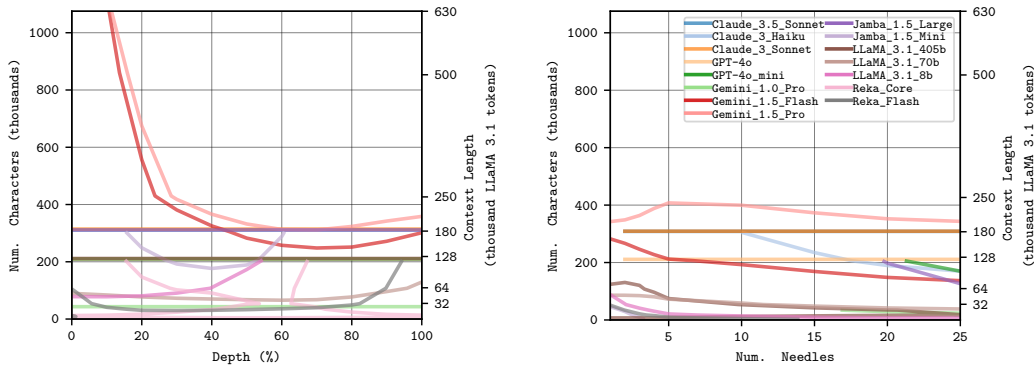 1000
800
600
400
200
0
Num. Characters (thousands)
0
20
40
60
80
100
Depth (%)
630
500
250
180
128
64
32
Context Length
(thousand LLaMA 3.1 tokens)
1000
800
600
400
200
0
Num. Characters (thousands)
5
10
15
20
25
Num. Needles
Claude_3.5_Sonnet
Claude_3_Haiku
Claude_3_Sonnet
GPT-4o
GPT-4o_mini
Gemini_1.0_Pro
Gemini_1.5_Flash
Gemini_1.5_Pro
Jamba_1.5_Large
Jamba_1.5_Mini
LLaMA_3.1_405b
LLaMA_3.1_70b
LLaMA_3.1_8b
Reka_Core
Reka_Flash
630
500
250
180
128
64
32
Context Length
(thousand LLaMA 3.1 tokens)